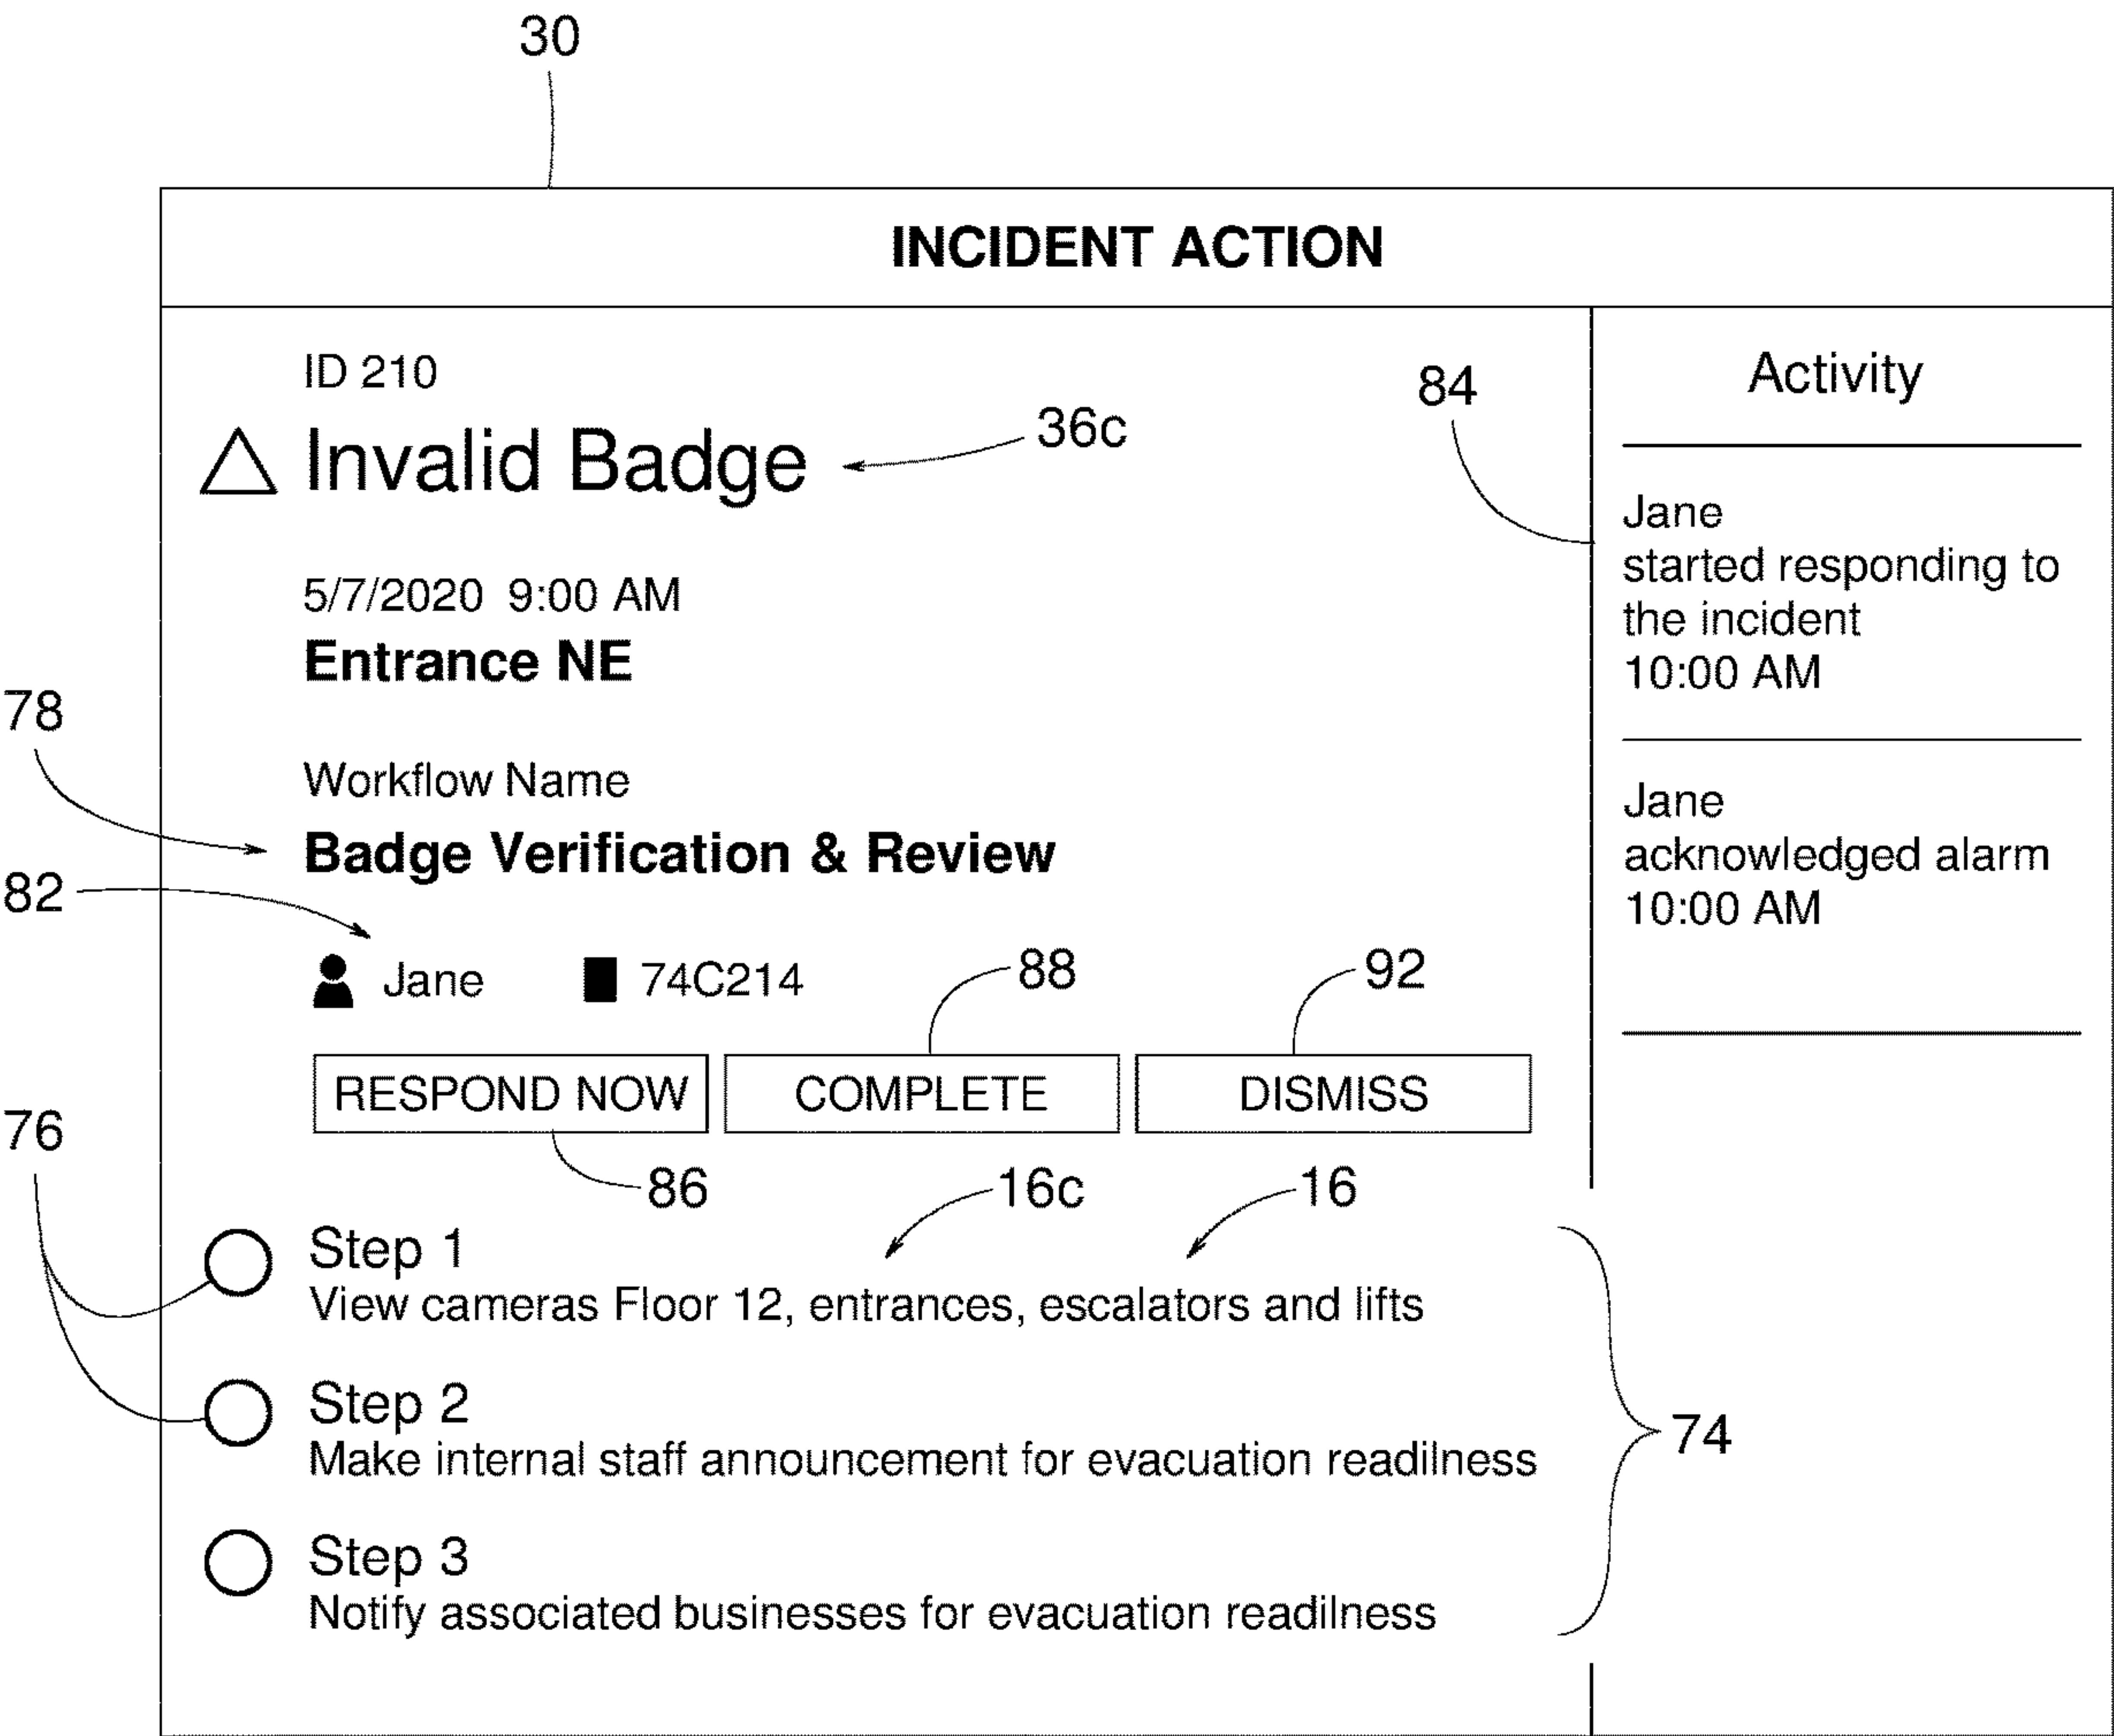 30
INCIDENT ACTION
ID 210
Invalid Badge
36c
84
5/7/2020 9:00 AM
Entrance NE
78
Workflow Name
Badge Verification & Review
82
Jane
74C214
88
92
RESPOND NOW
COMPLETE
DISMISS
76
86
16c
16
Step 1
View cameras Floor 12, entrances, escalators and lifts
Step 2
Make internal staff announcement for evacuation readilness
74
Step 3
Notify associated businesses for evacuation readilness
Activity
Jane
started responding to
the incident
10:00 AM
Jane
acknowledged alarm
10:00 AM